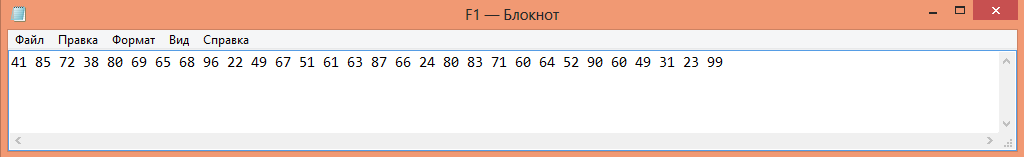 F1 — Блокнот
Файл Правка Формат Вид Справка
41 85 72 38 80 69 65 68 96 22 49 67 51 61 63 87 66 24 80 83 71 60 64 52 90 60 49 31 23 99